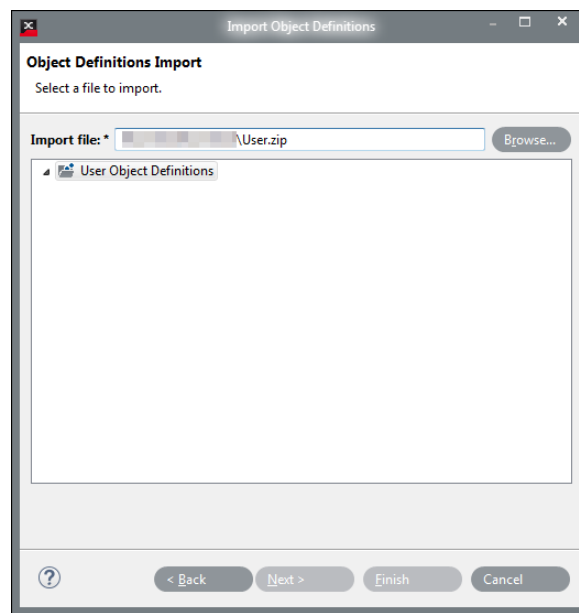 Import Object Definitions
Object Definitions Import
Select a file to import.
Import file: * \User.zip Browse...
User Object Definitions
? < Back Next > Finish Cancel